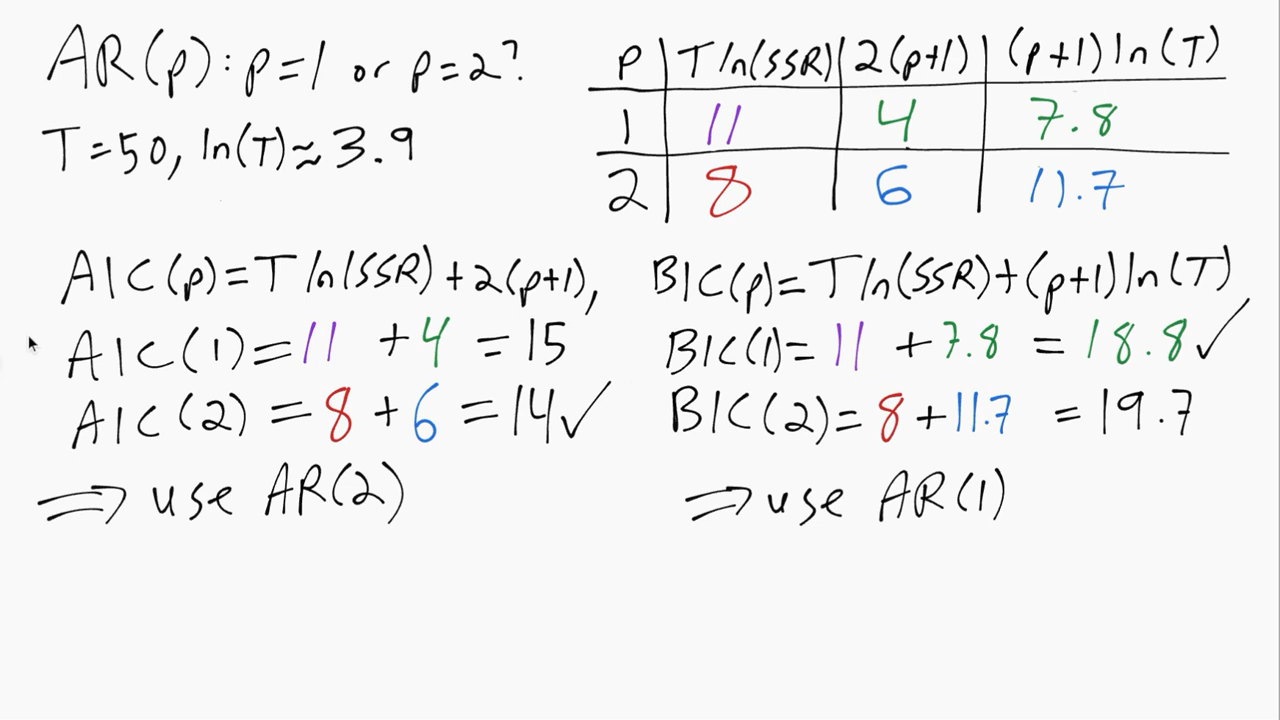 AR(p): p=1 or p=2?
T=50, ln(T)≈3.9
p T ln(SSR) 2(p+1) (p+1) ln(T)
1 11 4 7.8
2 8 6 11.7
AIC(p)=T ln(SSR)+2(p+1),
AIC(1)=11 +4 =15
AIC(2)=8+6=14✓
⇒ use AR(2)
BIC(p)=T ln(SSR)+(p+1) ln(T)
BIC(1)=11 +7.8 =18.8✓
BIC(2)=8+11.7 =19.7
⇒ use AR(1)